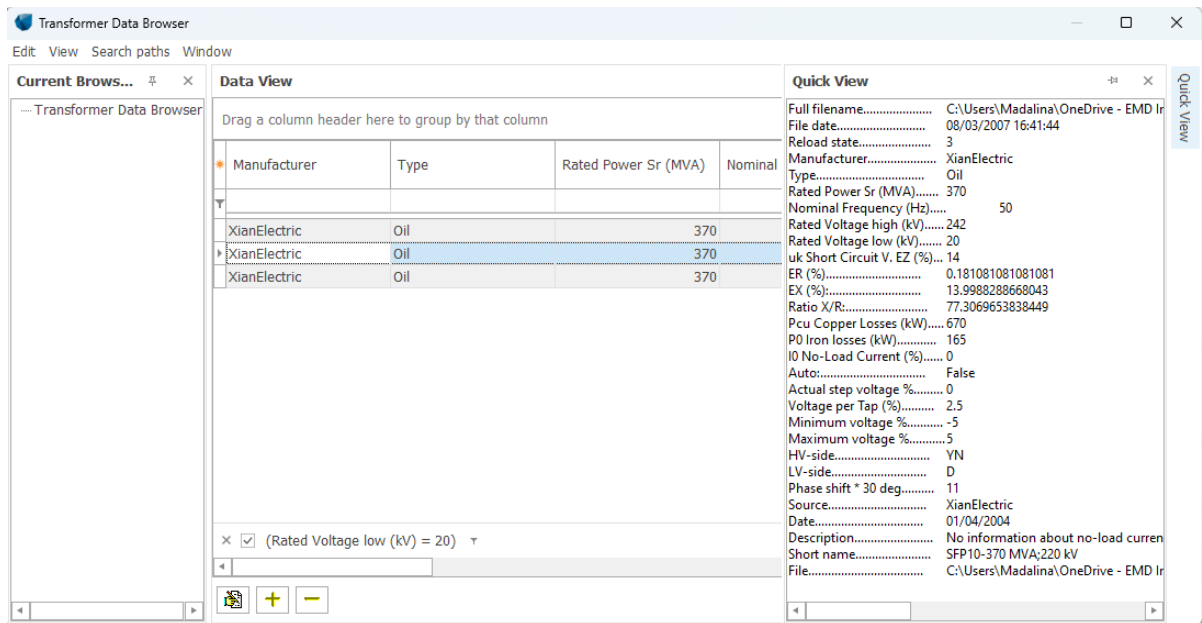 Transformer Data Browser
Edit View Search paths Window
Current Brows...
Transformer Data Browser
Data View
Drag a column header here to group by that column
Manufacturer Type Rated Power Sr (MVA) Nominal
XianElectric Oil 370
XianElectric Oil 370
XianElectric Oil 370
(Rated Voltage low (kV) = 20)
Quick View
Full filename..................... C:\Users\Madalina\OneDrive - EMD Ir
File date........................... 08/03/2007 16:41:44
Reload state....................... 3
Manufacturer..................... XianElectric
Type................................. Oil
Rated Power Sr (MVA)....... 370
Nominal Frequency (Hz)..... 50
Rated Voltage high (kV)...... 242
Rated Voltage low (kV)....... 20
uk Short Circuit V. EZ (%)... 14
ER (%)............................. 0.181081081081081
EX (%):............................ 13.9988288668043
Ratio X/R:......................... 77.3069653838449
Pcu Copper Losses (kW)..... 670
P0 Iron losses (kW)............ 165
I0 No-Load Current (%)...... 0
Auto:................................ False
Actual step voltage %......... 0
Voltage per Tap (%).......... 2.5
Minimum voltage %........... -5
Maximum voltage %...........5
HV-side............................. YN
LV-side............................. D
Phase shift * 30 deg.......... 11
Source.............................. XianElectric
Date................................. 01/04/2004
Description........................ No information about no-load curren
Short name....................... SFP10-370 MVA;220 kV
File................................... C:\Users\Madalina\OneDrive - EMD Ir
Quick View